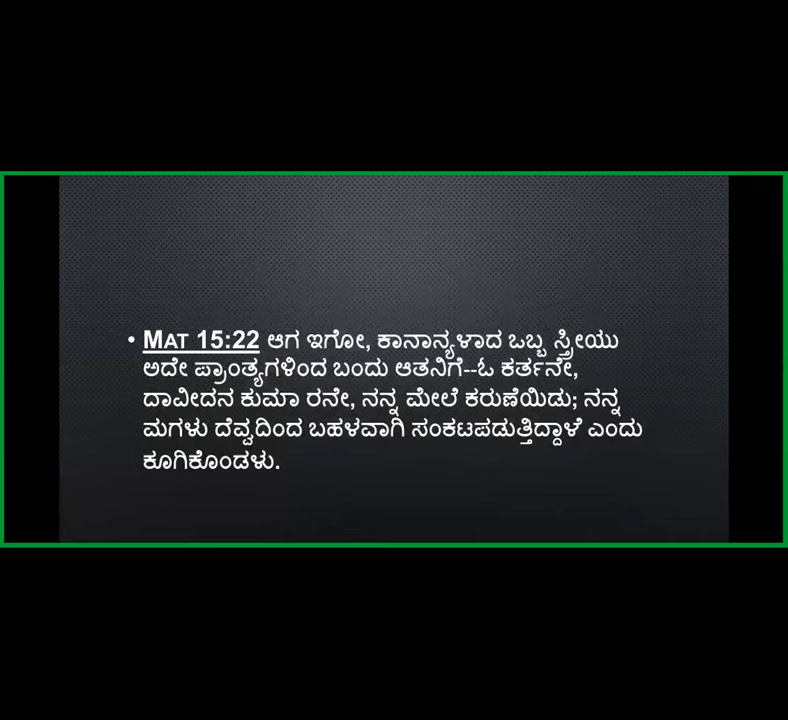 • MAT 15:22 ಆಗ ಇಗೋ, ಕಾನಾನ್ಯಳಾದ ಒಬ್ಬ ಸ್ತ್ರೀಯು
ಅದೇ ಪ್ರಾಂತ್ಯಗಳಿಂದ ಬಂದು ಆತನಿಗೆ--ಓ ಕರ್ತನೇ,
ದಾವೀದನ ಕುಮಾ ರನೇ, ನನ್ನ ಮೇಲೆ ಕರುಣೆಯಿಡು; ನನ್ನ
ಮಗಳು ದೆವ್ವದಿಂದ ಬಹಳವಾಗಿ ಸಂಕಟಪಡುತ್ತಿದ್ದಾಳೆ ಎಂದು
ಕೂಗಿಕೊಂಡಳು.